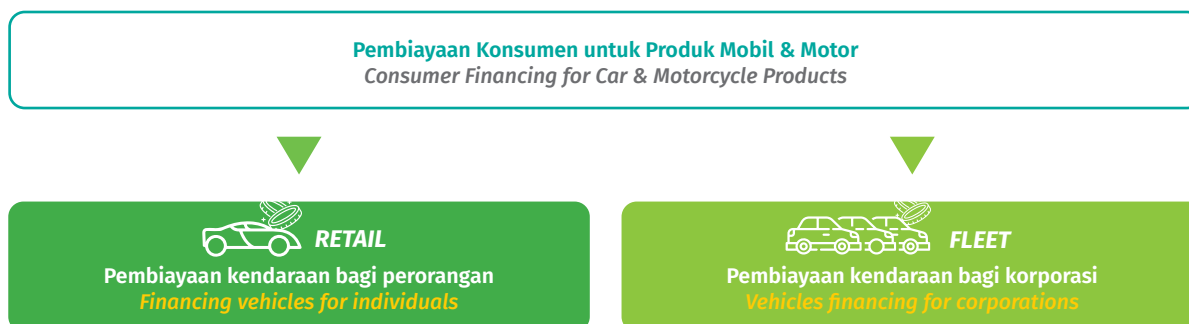 Pembiayaan Konsumen untuk Produk Mobil & Motor
Consumer Financing for Car & Motorcycle Products
RETAIL
Pembiayaan kendaraan bagi perorangan
Financing vehicles for individuals
FLEET
Pembiayaan kendaraan bagi korporasi
Vehicles financing for corporations